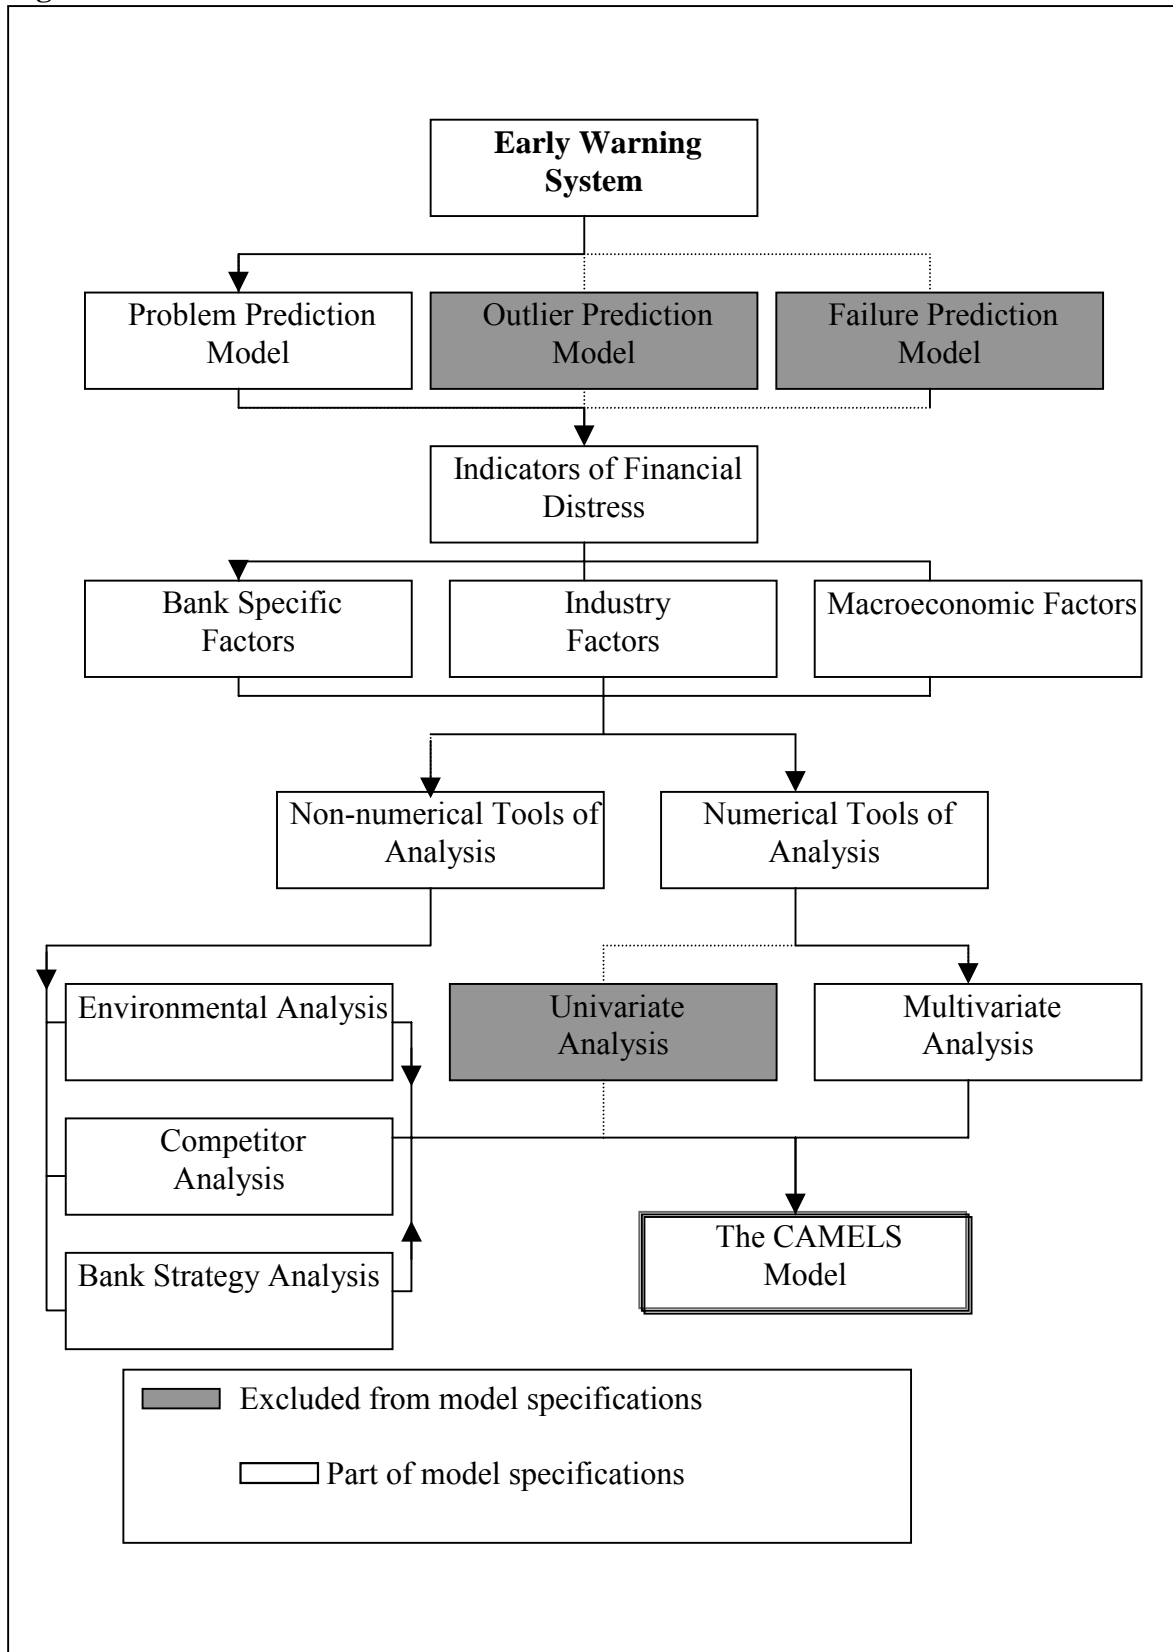 Early Warning
System
Problem Prediction
Model
Outlier Prediction
Model
Failure Prediction
Model
Indicators of Financial
Distress
Bank Specific
Factors
Industry
Factors
Macroeconomic Factors
Non-numerical Tools of
Analysis
Numerical Tools of
Analysis
Environmental Analysis
Univariate
Analysis
Multivariate
Analysis
Competitor
Analysis
Bank Strategy Analysis
The CAMELS
Model
Excluded from model specifications
Part of model specifications